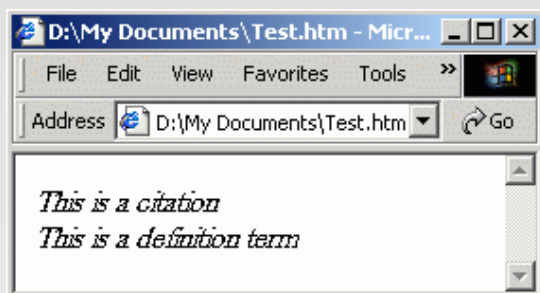 D:\My Documents\Test.htm - Micr...
File Edit View Favorites Tools »
Address D:\My Documents\Test.htm Go
This is a citation
This is a definition term